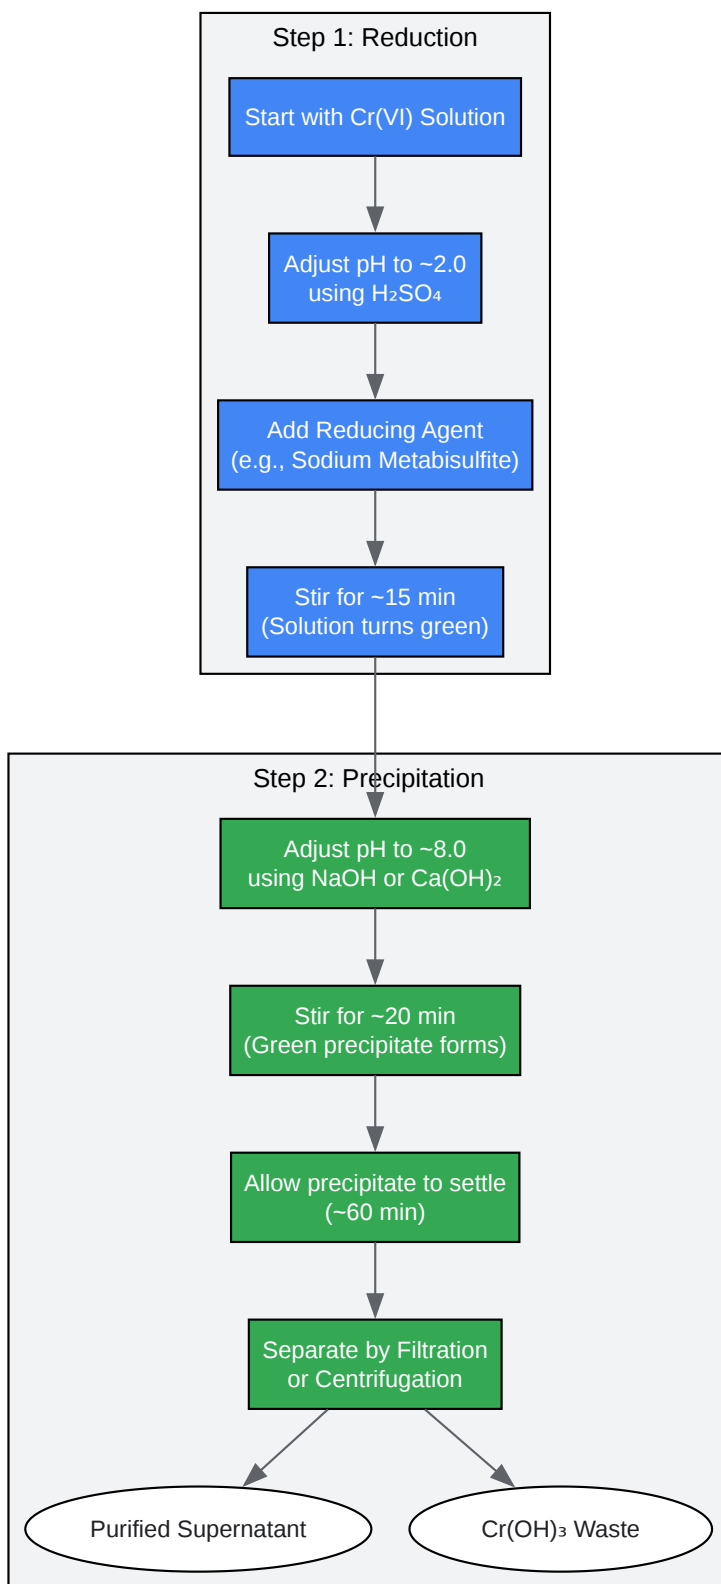 Step 1: Reduction
Start with Cr(VI) Solution
Adjust pH to ~2.0
using H₂SO₄
Add Reducing Agent
(e.g., Sodium Metabisulfite)
Stir for ~15 min
(Solution turns green)
Step 2: Precipitation
Adjust pH to ~8.0
using NaOH or Ca(OH)₂
Stir for ~20 min
(Green precipitate forms)
Allow precipitate to settle
(~60 min)
Separate by Filtration
or Centrifugation
Purified Supernatant
Cr(OH)₃ Waste